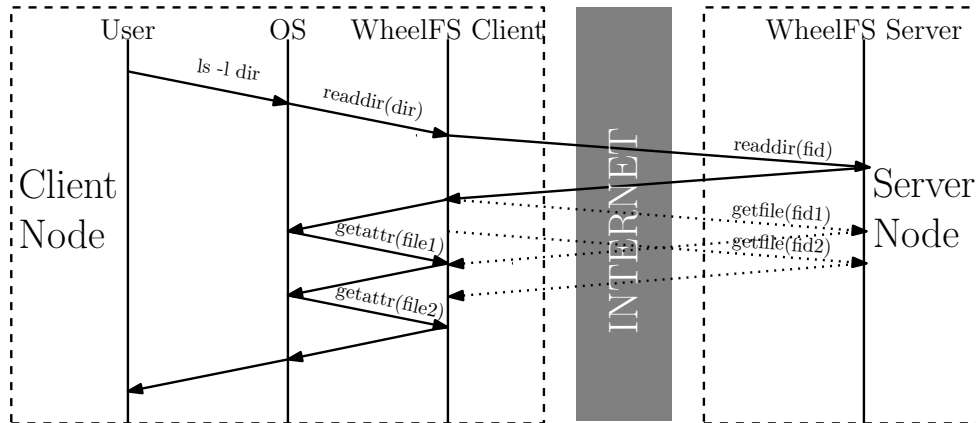 User
OS
WheelFS Client
WheelFS Server
ls -l dir
readdir(dir)
readdir(fid)
INTERNET
Client
Node
Server
Node
getfile(fid1)
getattr(file1)
getfile(fid2)
getattr(file2)